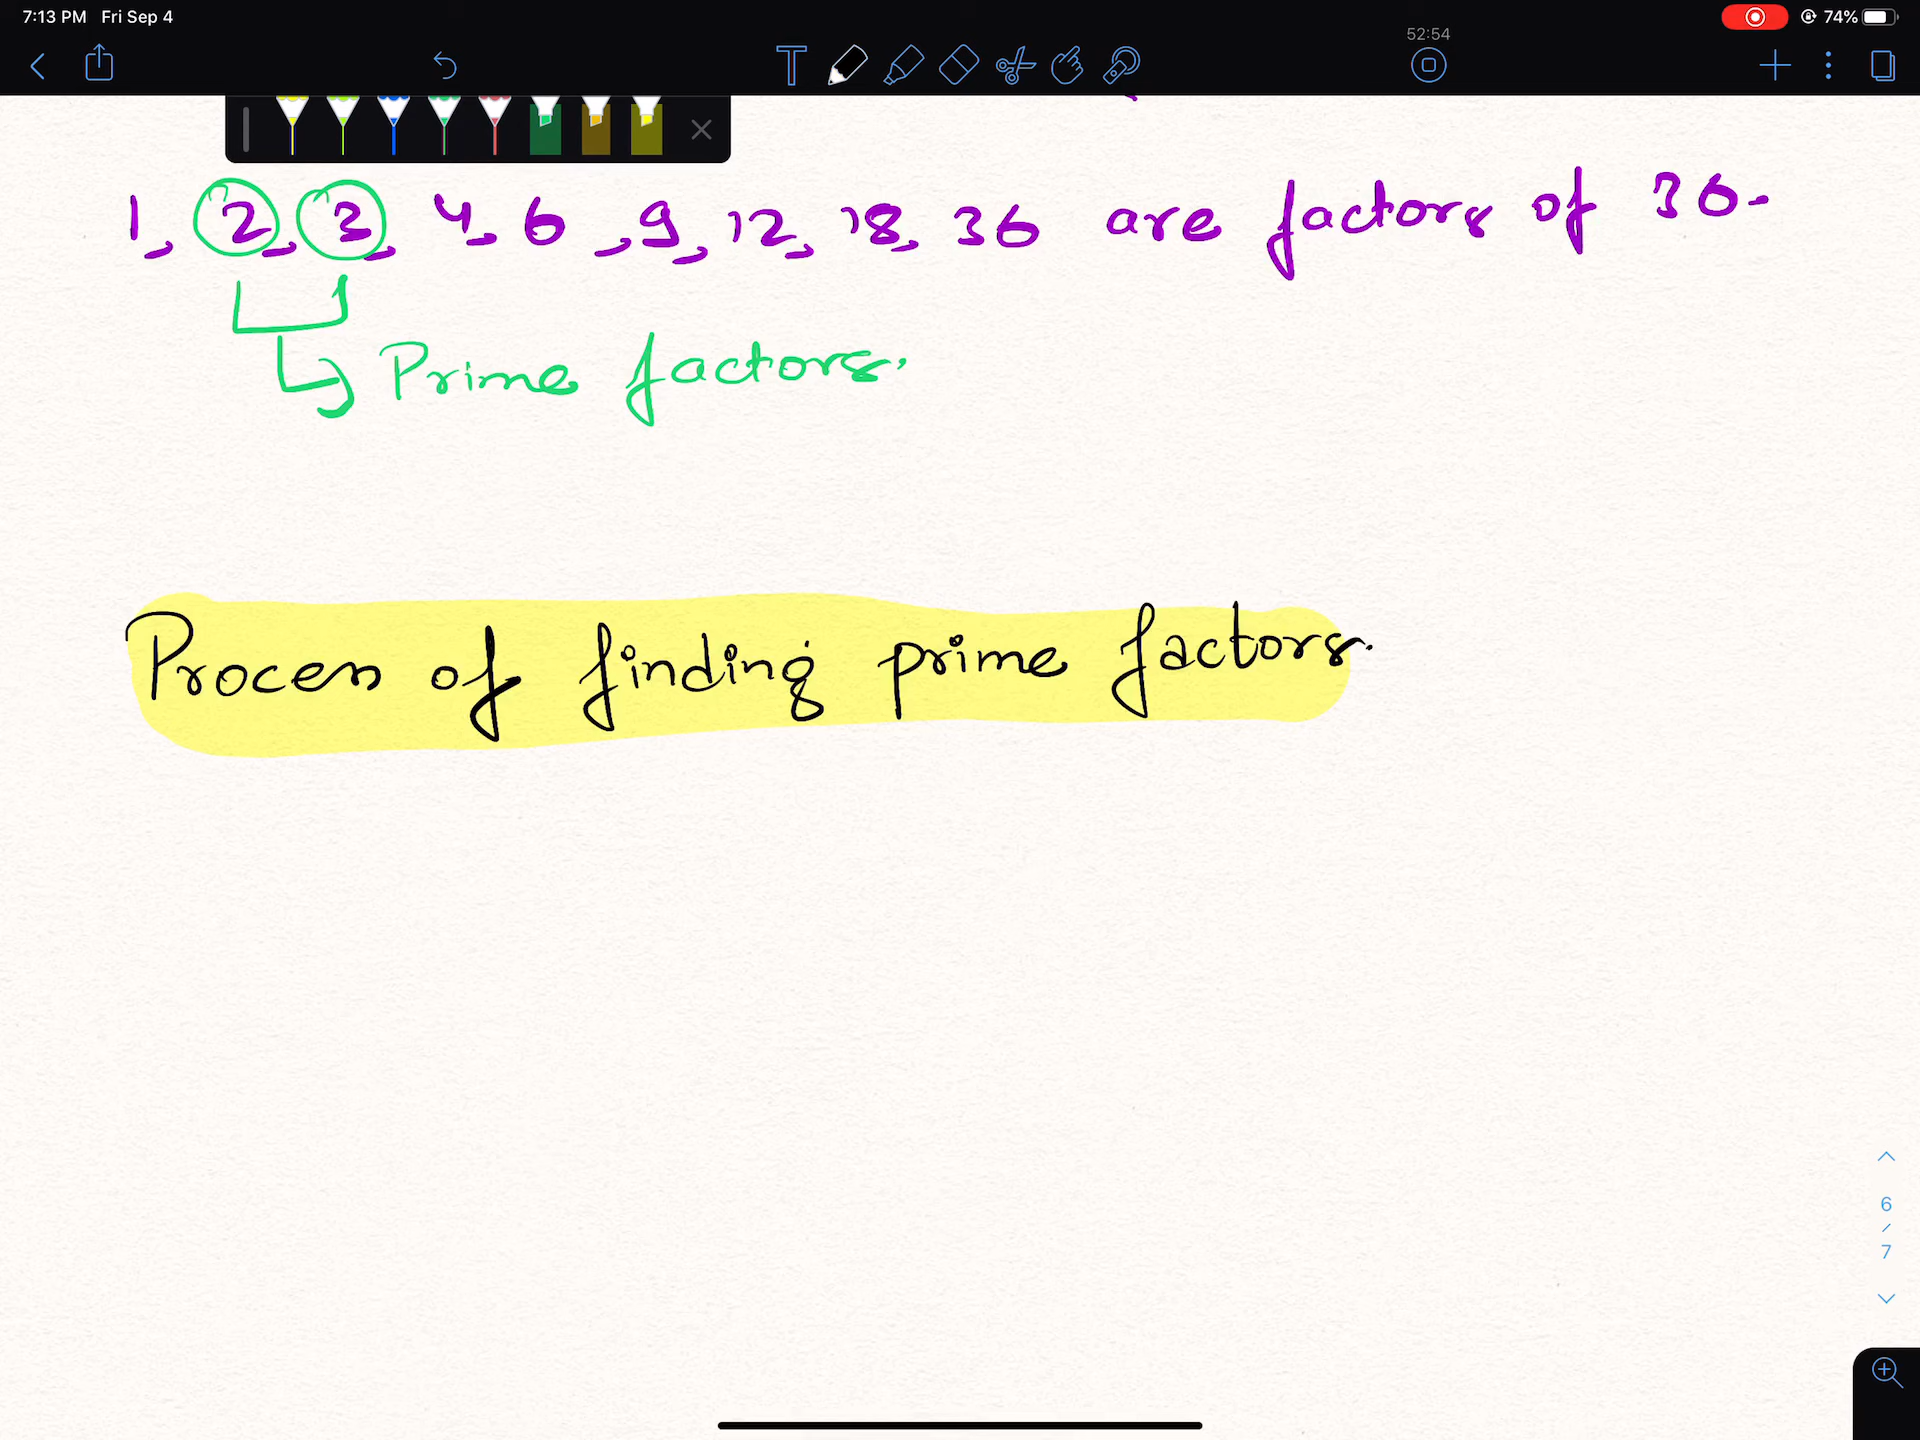 7:13 PM Fri Sep 4
74%
52:54
1, 2, 3, 4, 6, 9, 12, 18, 36 are factors of 36.
Prime factors.
Process of finding prime factors.
6
/
7